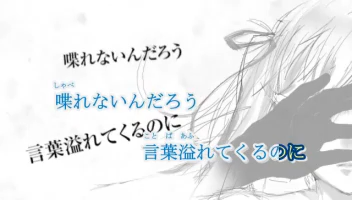 喋れないんだろう
しゃべ
喋れないんだろう
言葉溢れてくるのに
ことばあふ
言葉溢れてくるのに